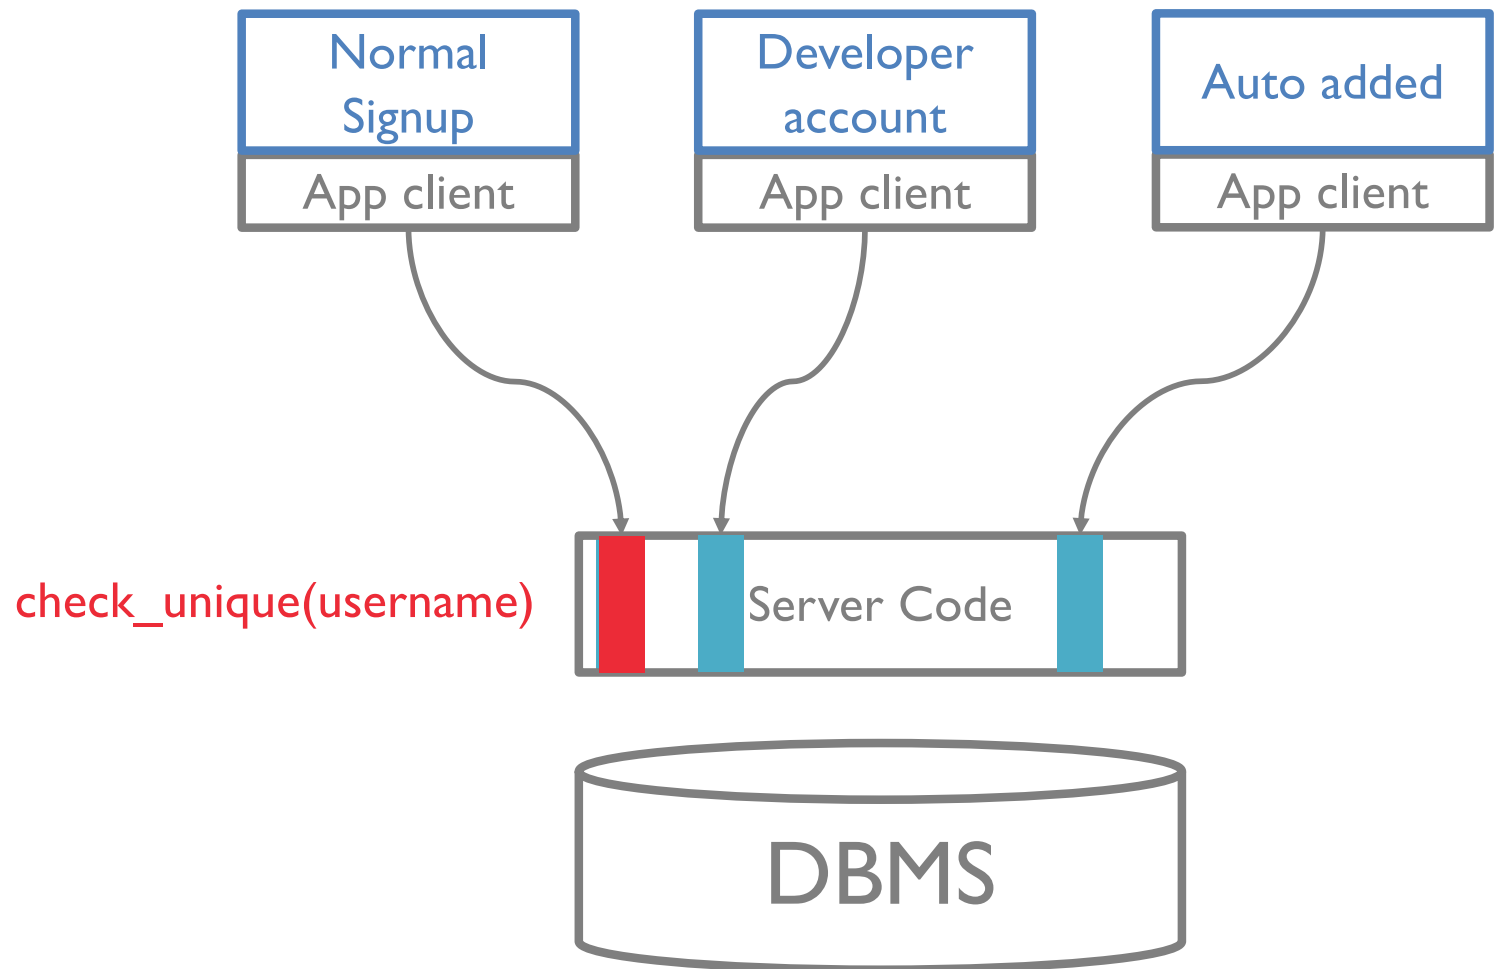 Normal
Signup
Developer
account
Auto added
App client
App client
App client
check_unique(username)
Server Code
DBMS